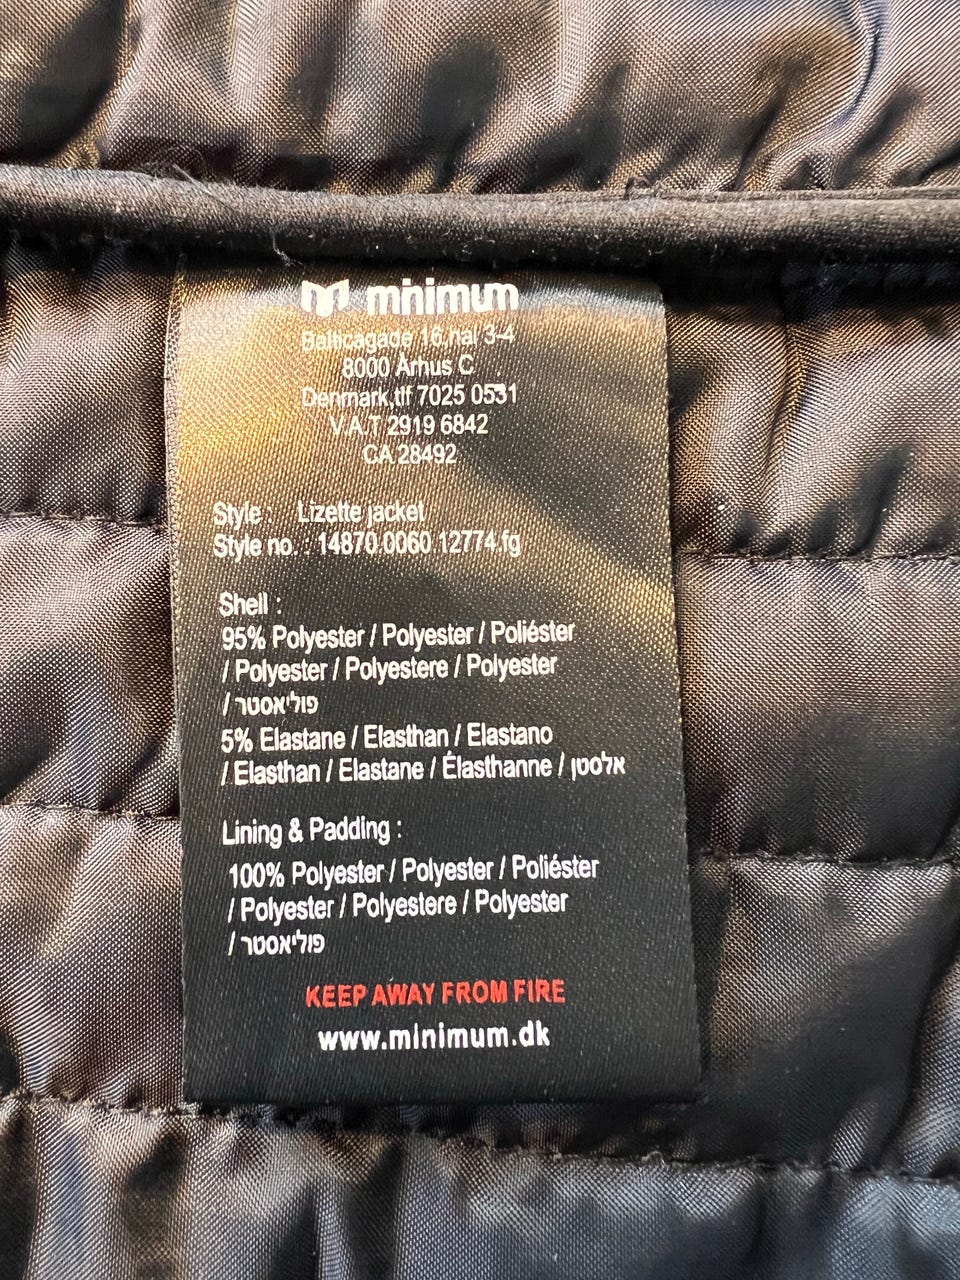 minimum
Balticagade 16,hal 3-4
8000 Århus C
Denmark,tlf 7025 0531
V.A.T 2919 6842
CA 28492
Style : Lizette jacket
Style no. : 14870.0060.12774.fg
Shell :
95% Polyester / Polyester / Poliéster
/ Polyester / Polyestere / Polyester
/ פוליאסטר
5% Elastane / Elasthan / Elastano
/ Elasthan / Elastane / Élasthanne / אלסטן
Lining & Padding :
100% Polyester / Polyester / Poliéster
/ Polyester / Polyestere / Polyester
/ פוליאסטר
KEEP AWAY FROM FIRE
www.minimum.dk